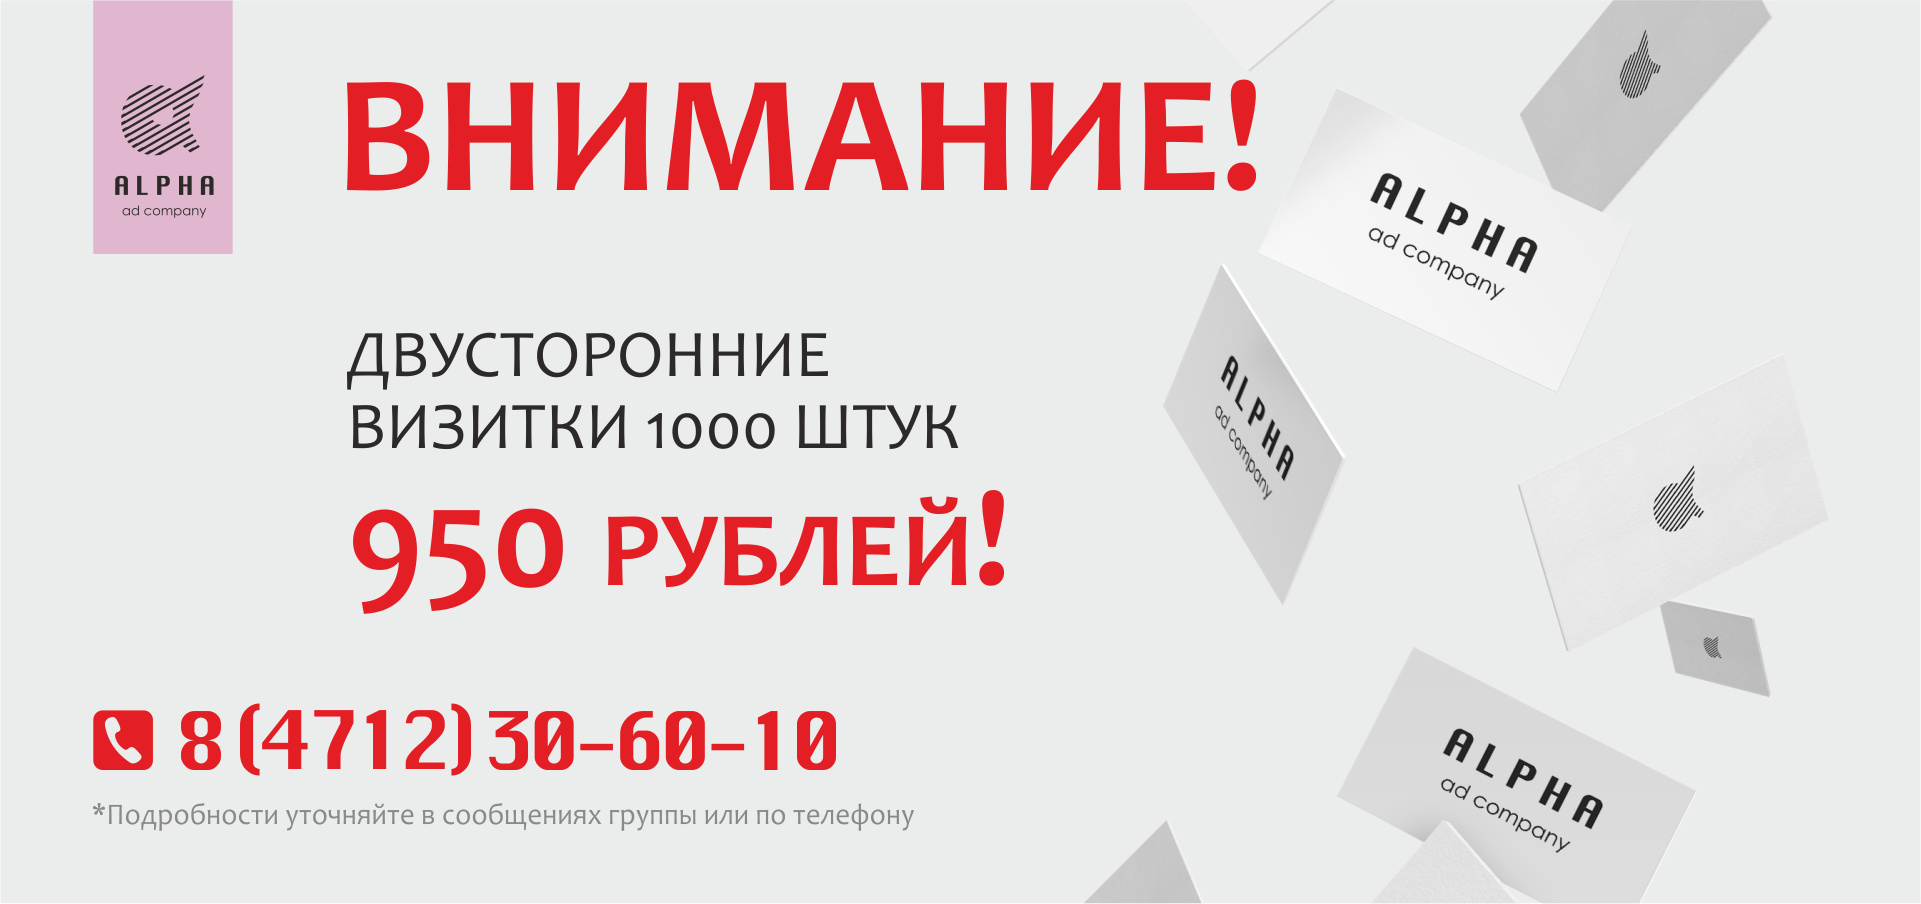 ALPHA
ad company
ВНИМАНИЕ!
ДВУСТОРОННИЕ
ВИЗИТКИ 1000 ШТУК
950 РУБЛЕЙ!
8(4712)30-60-10
*Подробности уточняйте в сообщениях группы или по телефону
ALPHA
ad company
ALPHA
ad company
ALPHA
ad company